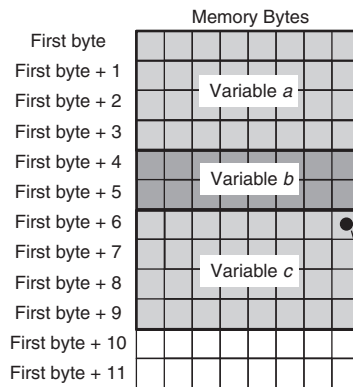 Memory Bytes
First byte
First byte + 1
First byte + 2
Variable a
First byte + 3
First byte + 4
Variable b
First byte + 5
First byte + 6
First byte + 7
Variable c
First byte + 8
First byte + 9
First byte + 10
First byte + 11